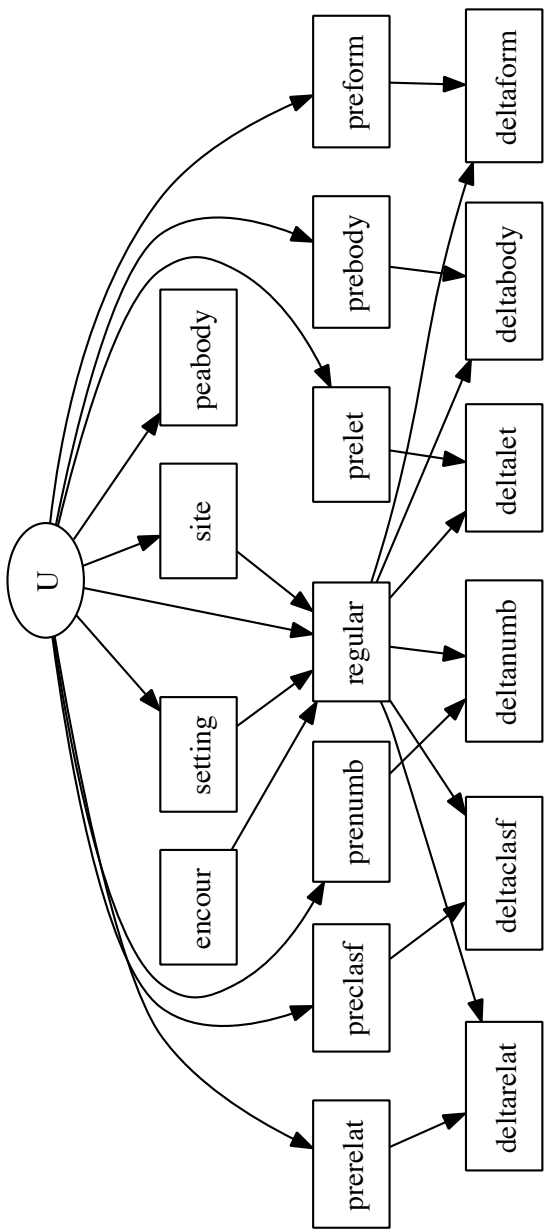 U
encour
setting
site
peabody
prerelat
preclasf
prenumb
regular
prelet
prebody
preform
deltarelat
deltaclasf
deltanumb
deltalet
deltabody
deltaform